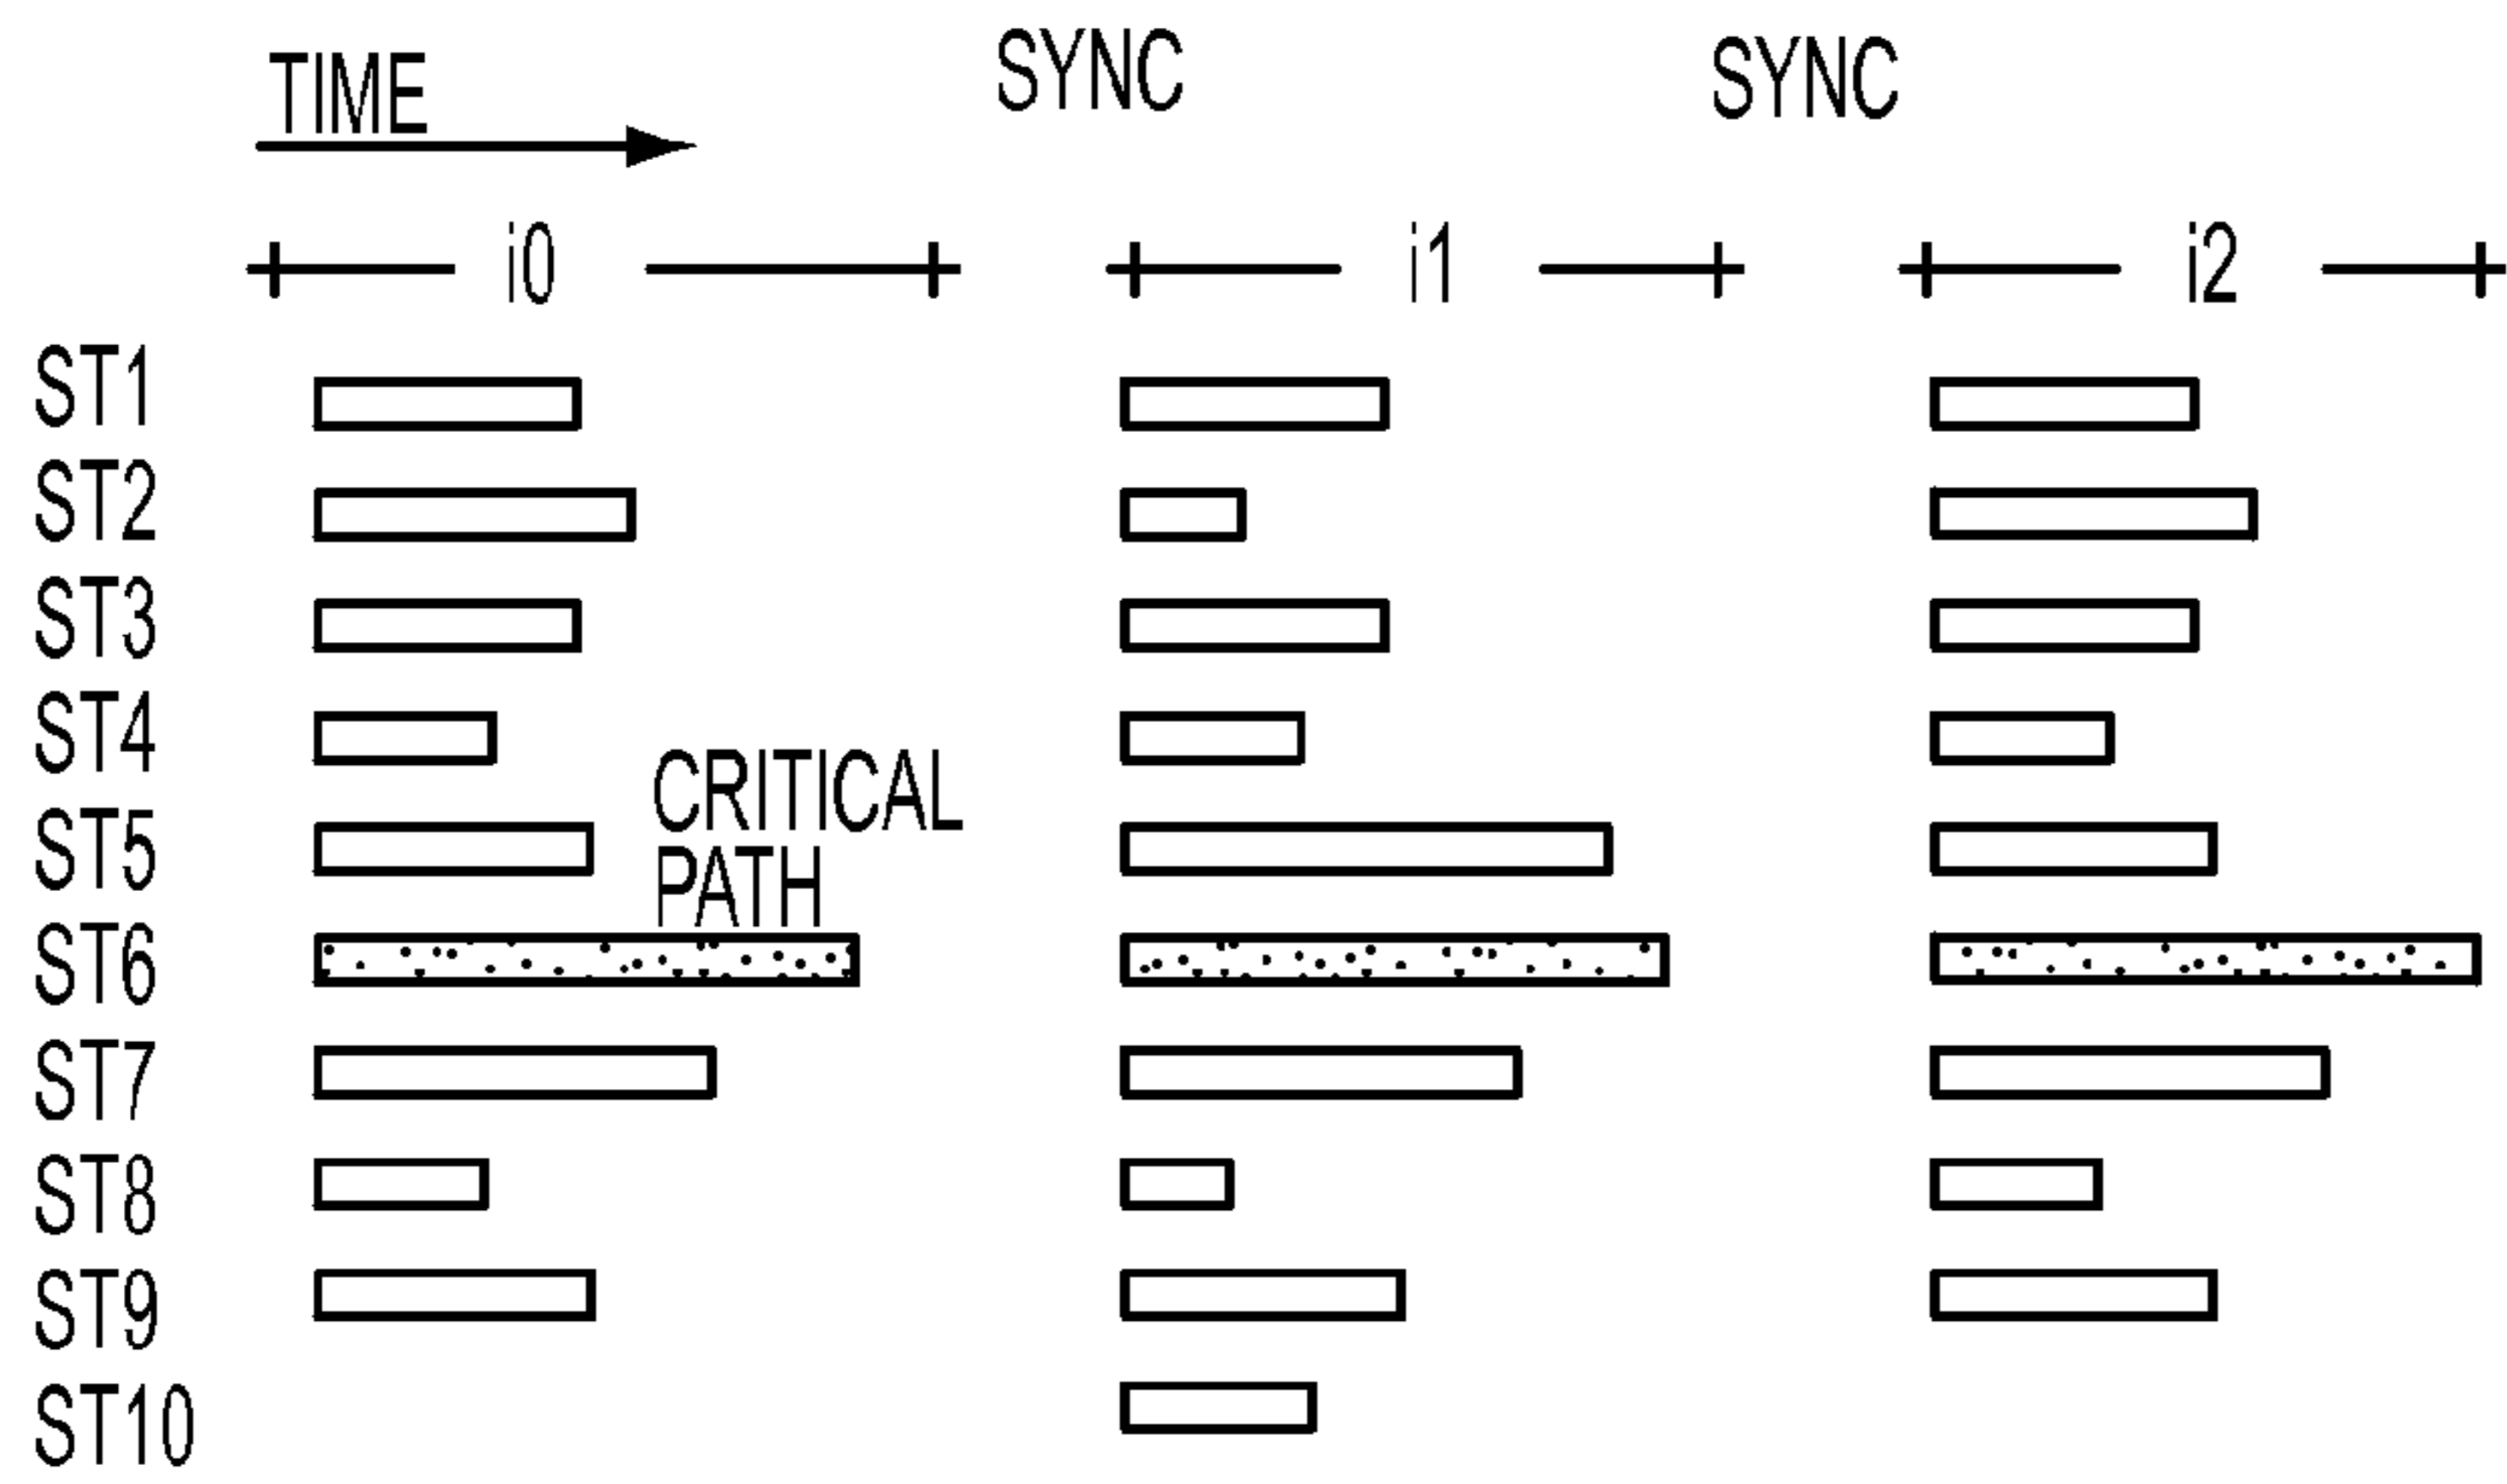 TIME
SYNC
SYNC
i0
i1
i2
ST1
ST2
ST3
ST4
CRITICAL
PATH
ST5
ST6
ST7
ST8
ST9
ST10